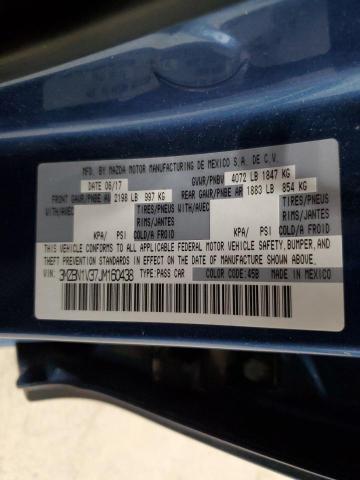 MFD. BY MAZDA MOTOR MANUFACTURING DE MEXICO S.A. DE C.V.
DATE 06/17 GVWR/PNBV 4072 LB 1847 KG
FRONT GAWR/PNBE AV 2198 LB 997 KG REAR GAWR/PNBE AR 1883 LB 854 KG
WITH/AVEC TIRES/PNEUS WITH/AVEC TIRES/PNEUS
RIMS/JANTES RIMS/JANTES
KPA/ PSI COLD/A FROID KPA/ PSI COLD/A FROID
THIS VEHICLE CONFORMS TO ALL APPLICABLE FEDERAL MOTOR VEHICLE SAFETY, BUMPER, AND
THEFT PREVENTION STANDARDS IN EFFECT ON THE DATE OF MANUFACTURE SHOWN ABOVE.
VIN: 3MZBN1V37JM160438 TYPE: PASS CAR COLOR CODE:45B MADE IN MEXICO